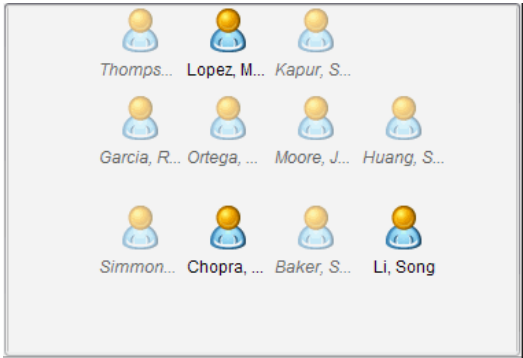 Thomps... Lopez, M... Kapur, S...
Garcia, R... Ortega, ... Moore, J... Huang, S...
Simmon... Chopra, ... Baker, S... Li, Song